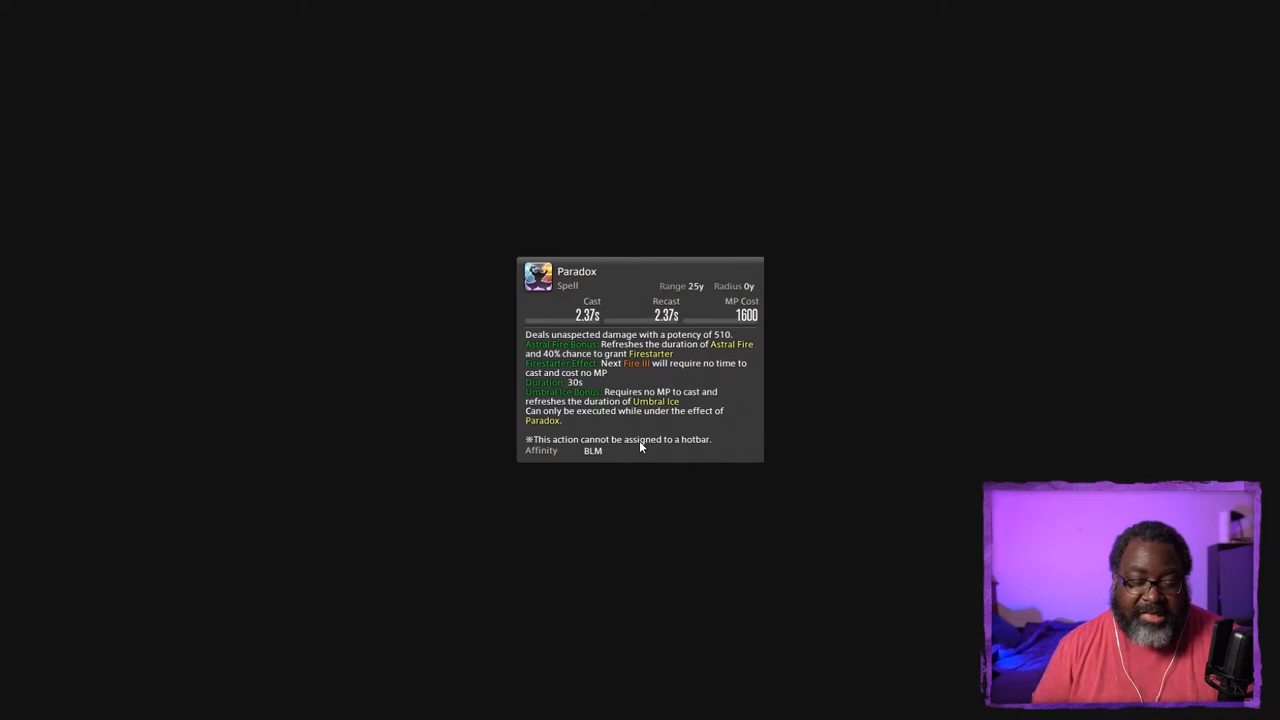 Paradox
Spell
Range 25y Radius 0y
Cast Recast MP Cost
2.37s 2.37s 1600
Deals unaspected damage with a potency of 510.
Astral Fire Bonus: Refreshes the duration of Astral Fire
and 40% chance to grant Firestarter
Firestarter Effect: Next Fire III will require no time to
cast and cost no MP
Duration: 30s
Umbral Ice Bonus: Requires no MP to cast and
refreshes the duration of Umbral Ice
Can only be executed while under the effect of
Paradox.
※This action cannot be assigned to a hotbar.
Affinity BLM